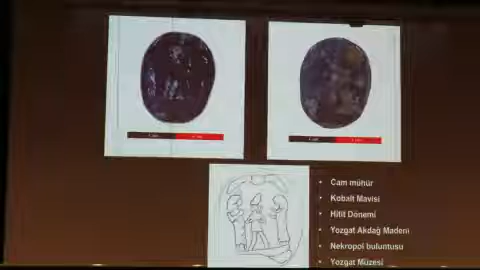 Cam mühür
Kobalt Mavisi
Hitit Dönemi
Yozgat Akdağ Madeni
Nekropol buluntusu
Yozgat Müzesi